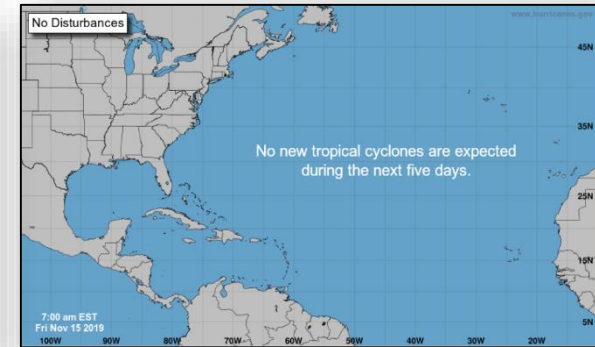 No Disturbances
www.hurricanes.gov
45N
No new tropical cyclones are expected
during the next five days.
35N
25N
15N
5N
7:00 am EST
Fri Nov 15 2019
100W 90W 80W 70W 60W 50W 40W 30W 20W